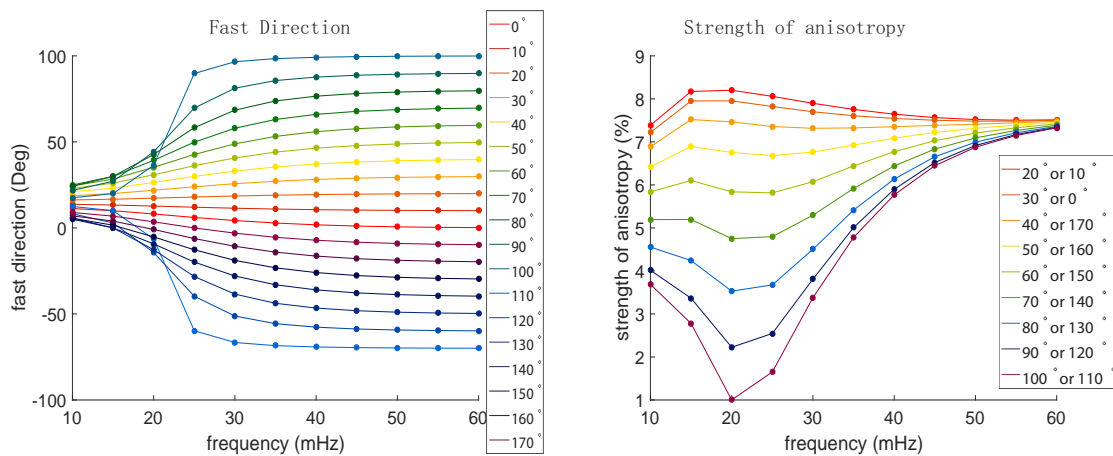 Fast Direction
100
50
0
-50
-100
10
20
30
40
50
60
fast direction (Deg)
frequency (mHz)
0°
10°
20°
30°
40°
50°
60°
70°
80°
90°
100°
110°
120°
130°
140°
150°
160°
170°
Strength of anisotropy
9
8
7
6
5
4
3
2
1
10
20
30
40
50
60
strength of anisotropy (%)
frequency (mHz)
20° or 10°
30° or 0°
40° or 170°
50° or 160°
60° or 150°
70° or 140°
80° or 130°
90° or 120°
100° or 110°